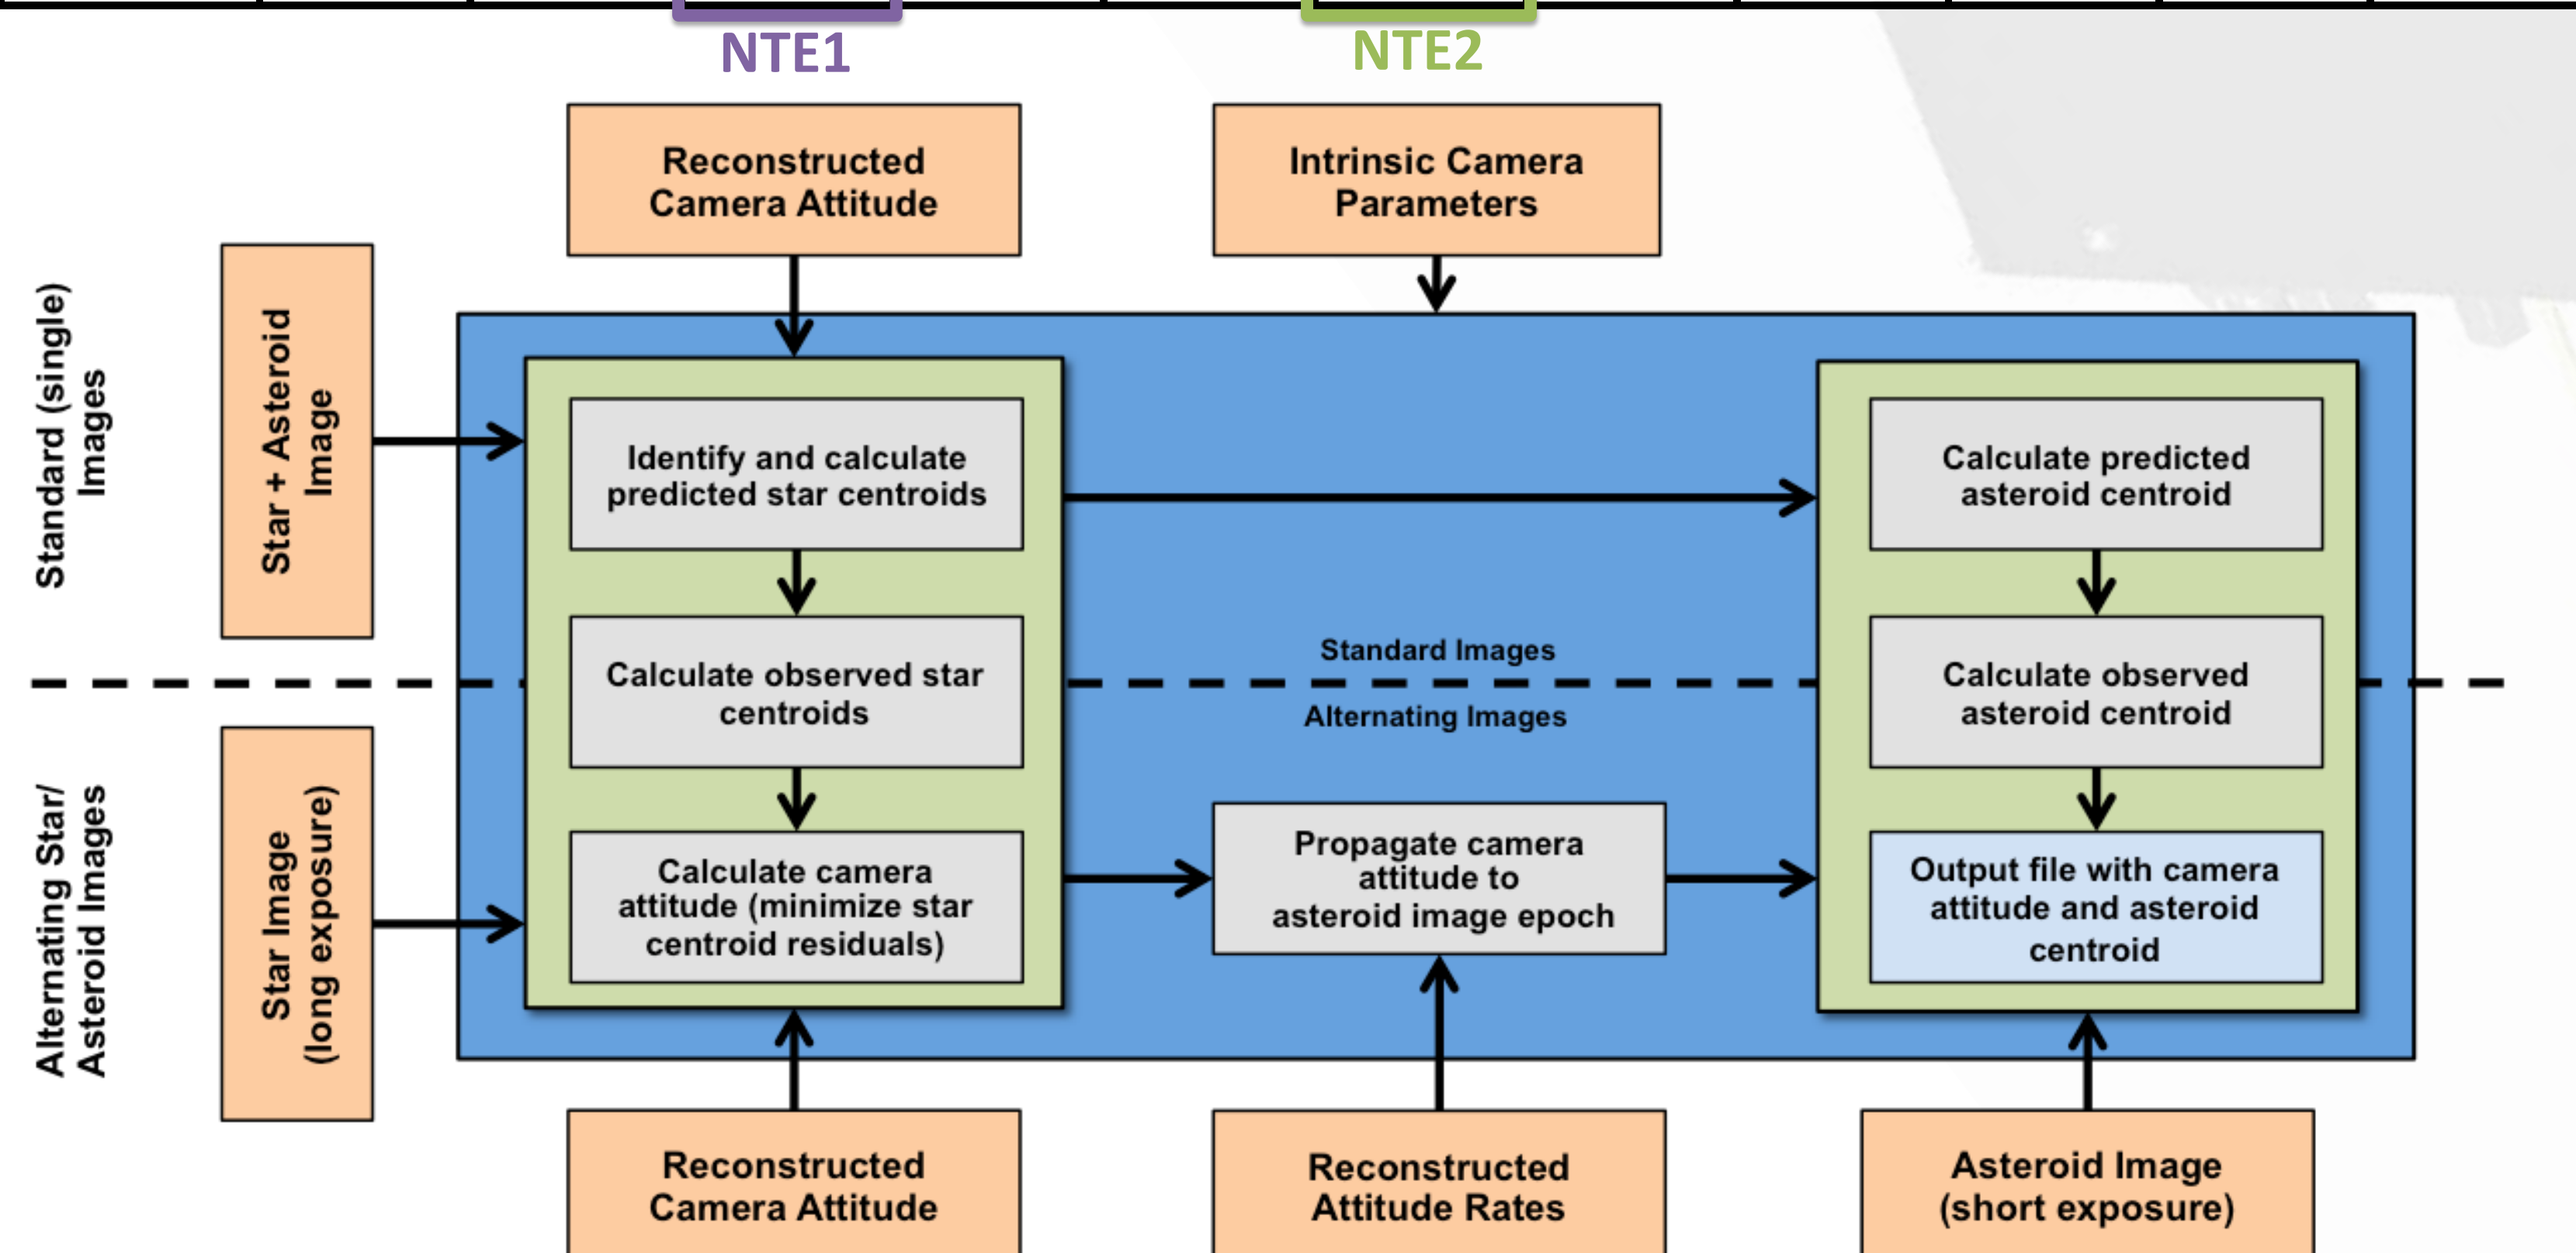 NTE1
NTE2
Reconstructed
Camera Attitude
Intrinsic Camera
Parameters
Standard (single)
Images
Star + Asteroid
Image
Identify and calculate
predicted star centroids
Calculate predicted
asteroid centroid
Standard Images
Calculate observed star
centroids
Calculate observed
asteroid centroid
Alternating Images
Alternating Star/
Asteroid Images
Star Image
(long exposure)
Calculate camera
attitude (minimize star
centroid residuals)
Propagate camera
attitude to
asteroid image epoch
Output file with camera
attitude and asteroid
centroid
Reconstructed
Camera Attitude
Reconstructed
Attitude Rates
Asteroid Image
(short exposure)